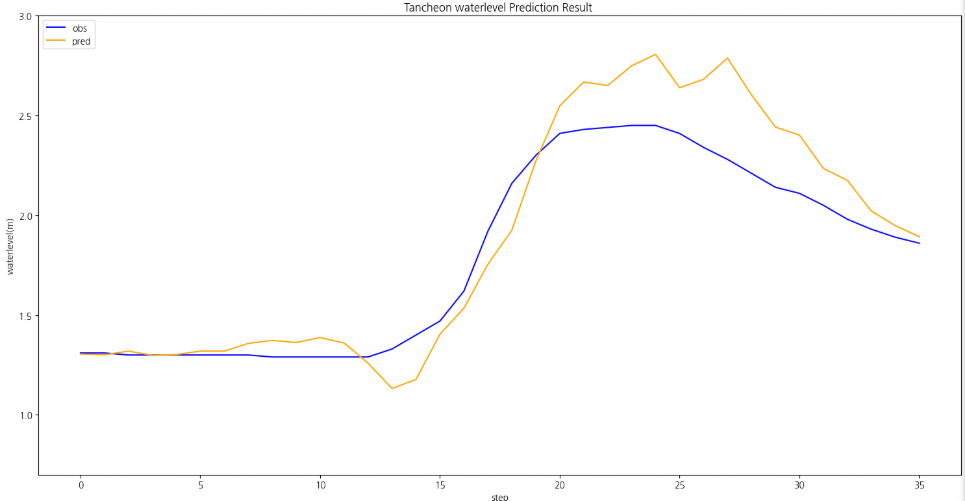 Tancheon waterlevel Prediction Result
obs
pred
3.0
2.5
2.0
1.5
1.0
waterlevel(m)
0 5 10 15 20 25 30 35
step